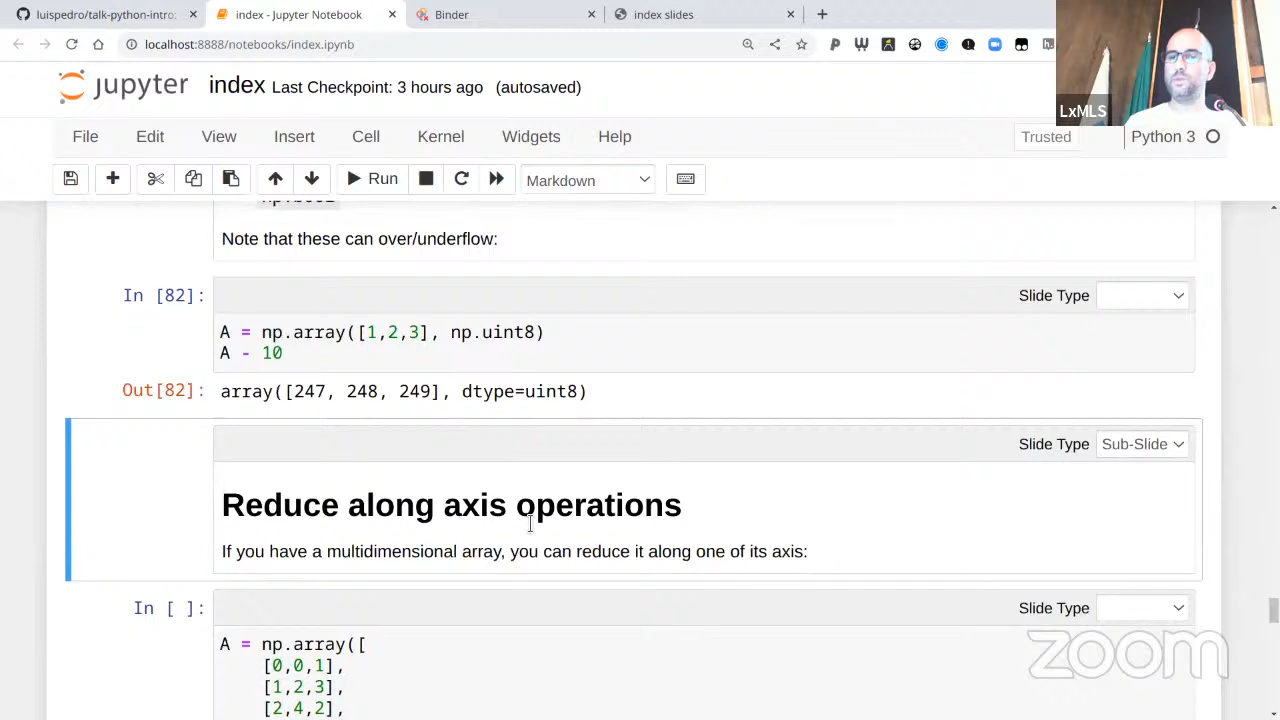 luispedro/talk-python-intro:
index - Jupyter Notebook
Binder
index slides
localhost:8888/notebooks/index.ipynb
LxMLS
jupyter index Last Checkpoint: 3 hours ago (autosaved)
File Edit View Insert Cell Kernel Widgets Help
Trusted
Python 3
Run
Markdown
Note that these can over/underflow:
In [82]:
Slide Type
A = np.array([1,2,3], np.uint8)
A - 10
Out[82]: array([247, 248, 249], dtype=uint8)
Slide Type Sub-Slide
Reduce along axis operations
If you have a multidimensional array, you can reduce it along one of its axis:
In [ ]:
Slide Type
A = np.array([
[0,0,1],
[1,2,3],
[2,4,2],
zoom